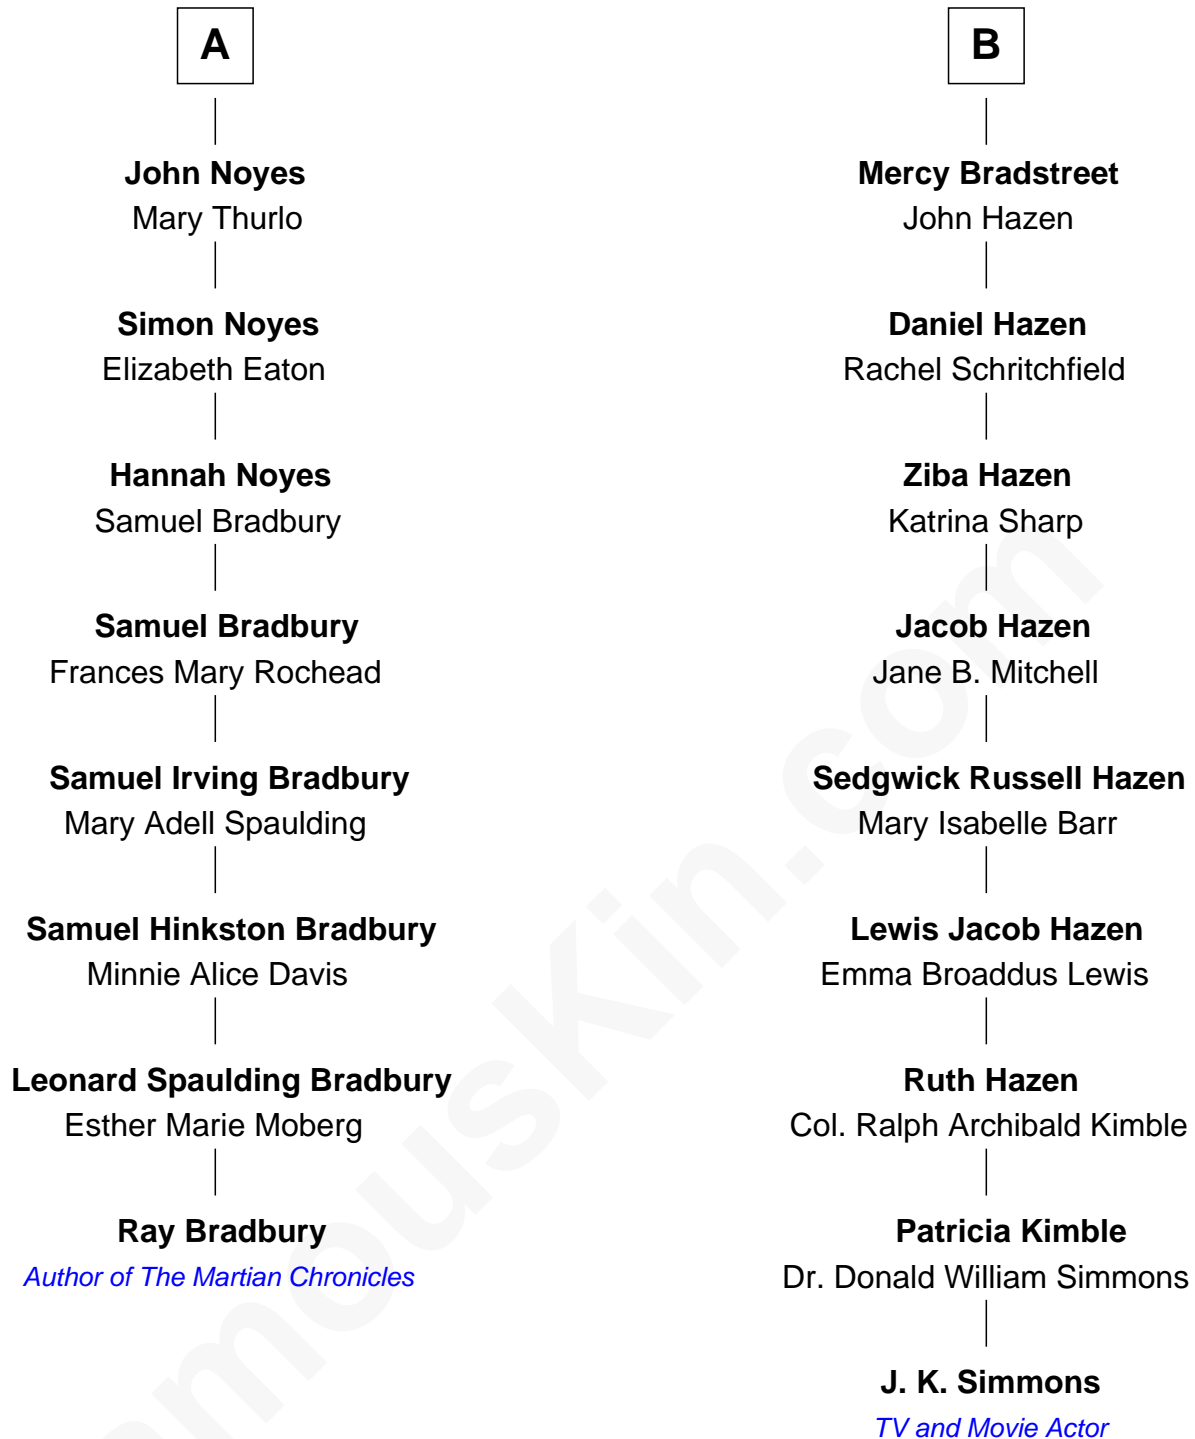 A
John Noyes
Mary Thurlo
Simon Noyes
Elizabeth Eaton
Hannah Noyes
Samuel Bradbury
Samuel Bradbury
Frances Mary Rochead
Samuel Irving Bradbury
Mary Adell Spaulding
Samuel Hinkston Bradbury
Minnie Alice Davis
Leonard Spaulding Bradbury
Esther Marie Moberg
Ray Bradbury
Author of The Martian Chronicles
B
Mercy Bradstreet
John Hazen
Daniel Hazen
Rachel Schritchfield
Ziba Hazen
Katrina Sharp
Jacob Hazen
Jane B. Mitchell
Sedgwick Russell Hazen
Mary Isabelle Barr
Lewis Jacob Hazen
Emma Broaddus Lewis
Ruth Hazen
Col. Ralph Archibald Kimble
Patricia Kimble
Dr. Donald William Simmons
J. K. Simmons
TV and Movie Actor
amousKin.com